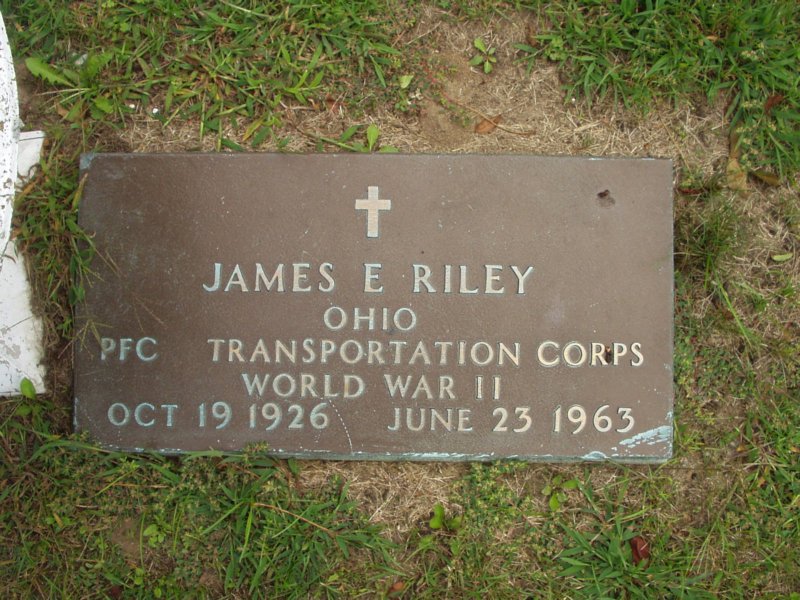 JAMES E RILEY
OHIO
PFC TRANSPORTATION CORPS
WORLD WAR II
OCT 19 1926 JUNE 23 1963